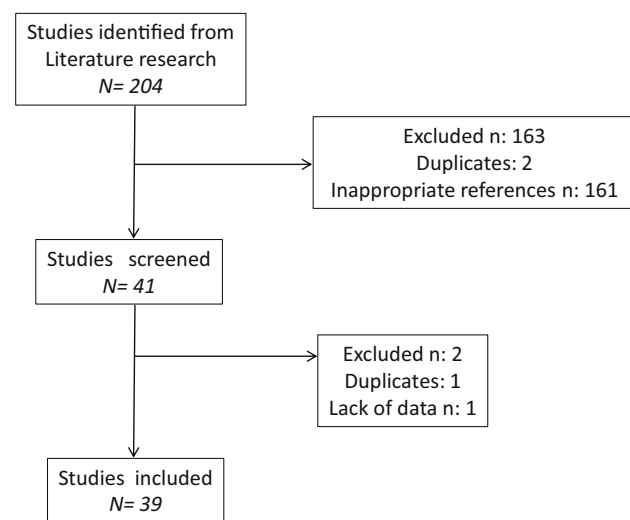 Studies identified from
Literature research
N= 204
Excluded n: 163
Duplicates: 2
Inappropriate references n: 161
Studies screened
N= 41
Excluded n: 2
Duplicates: 1
Lack of data n: 1
Studies included
N= 39